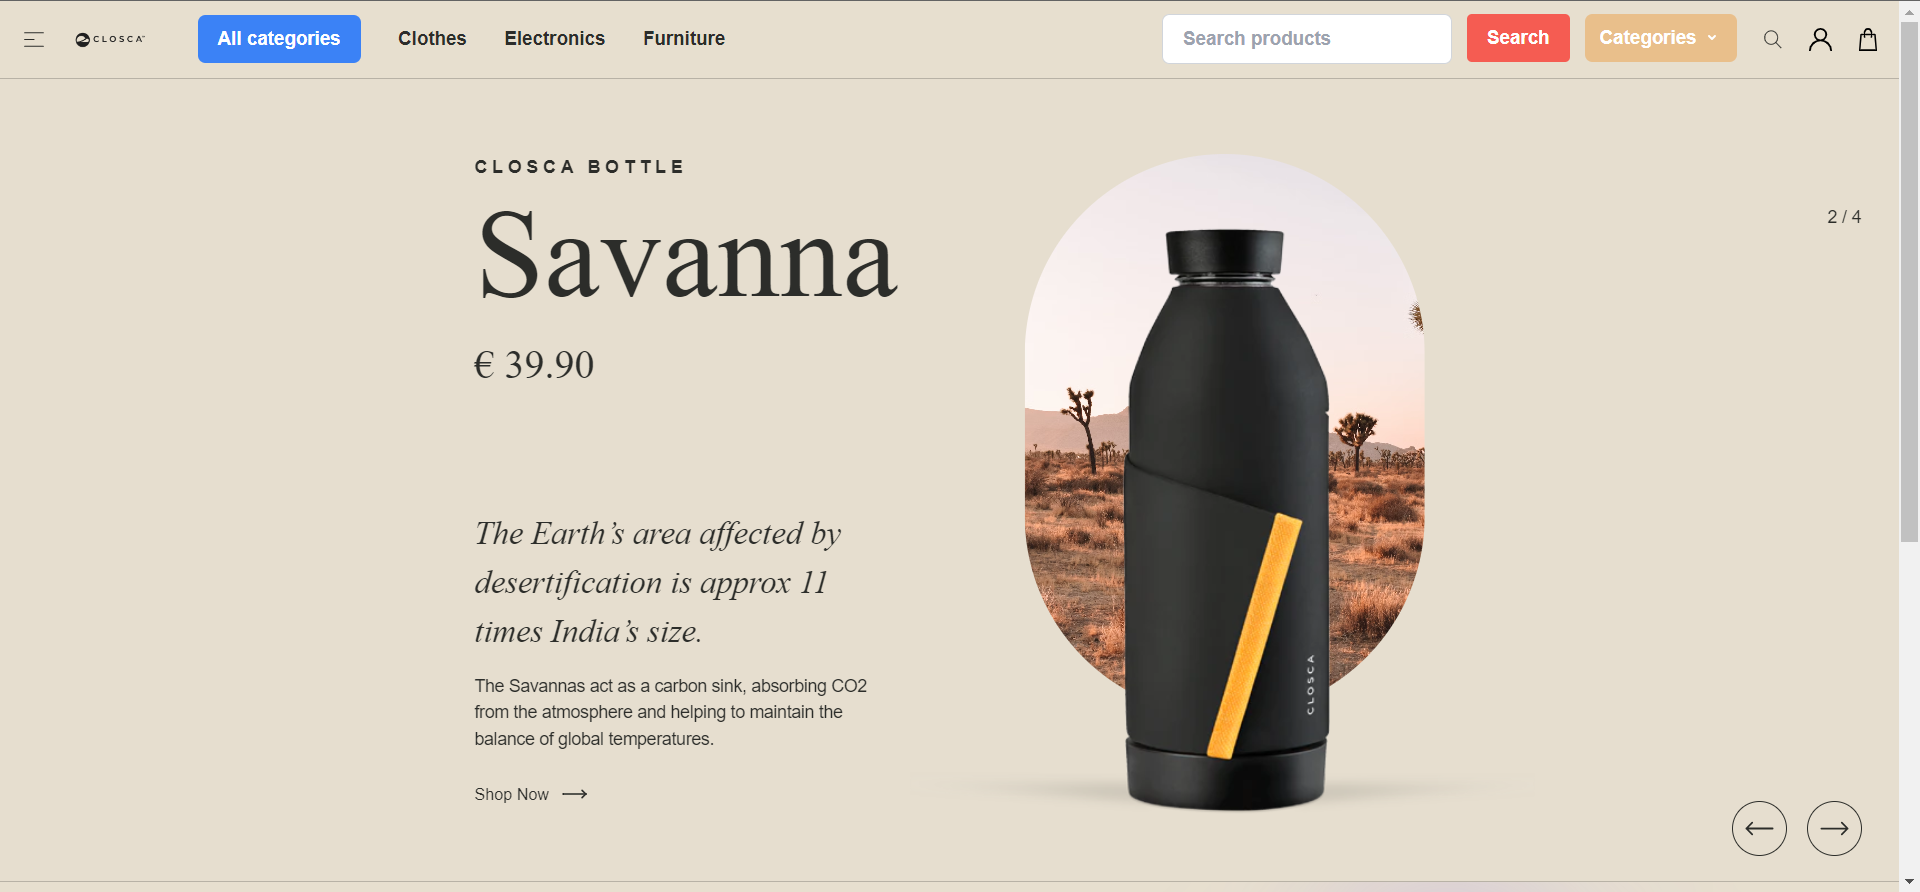 CLOSCA
All categories
Clothes
Electronics
Furniture
Search products
Search
Categories
CLOSCA BOTTLE
Savanna
€ 39.90
2 / 4
The Earth’s area affected by
desertification is approx 11
times India’s size.
The Savannas act as a carbon sink, absorbing CO2
from the atmosphere and helping to maintain the
balance of global temperatures.
Shop Now
CLOSCA